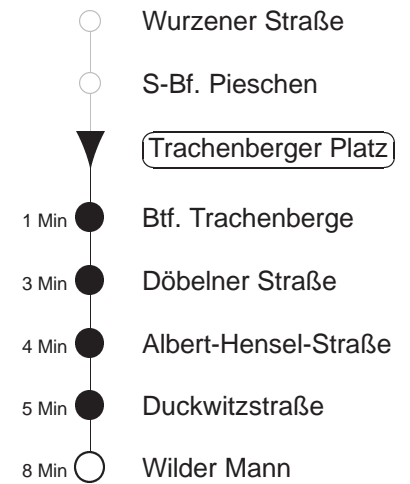 Wurzener Straße
S-Bf. Pieschen
Trachenberger Platz
1 Min Btf. Trachenberge
3 Min Döbelner Straße
4 Min Albert-Hensel-Straße
5 Min Duckwitzstraße
8 Min Wilder Mann